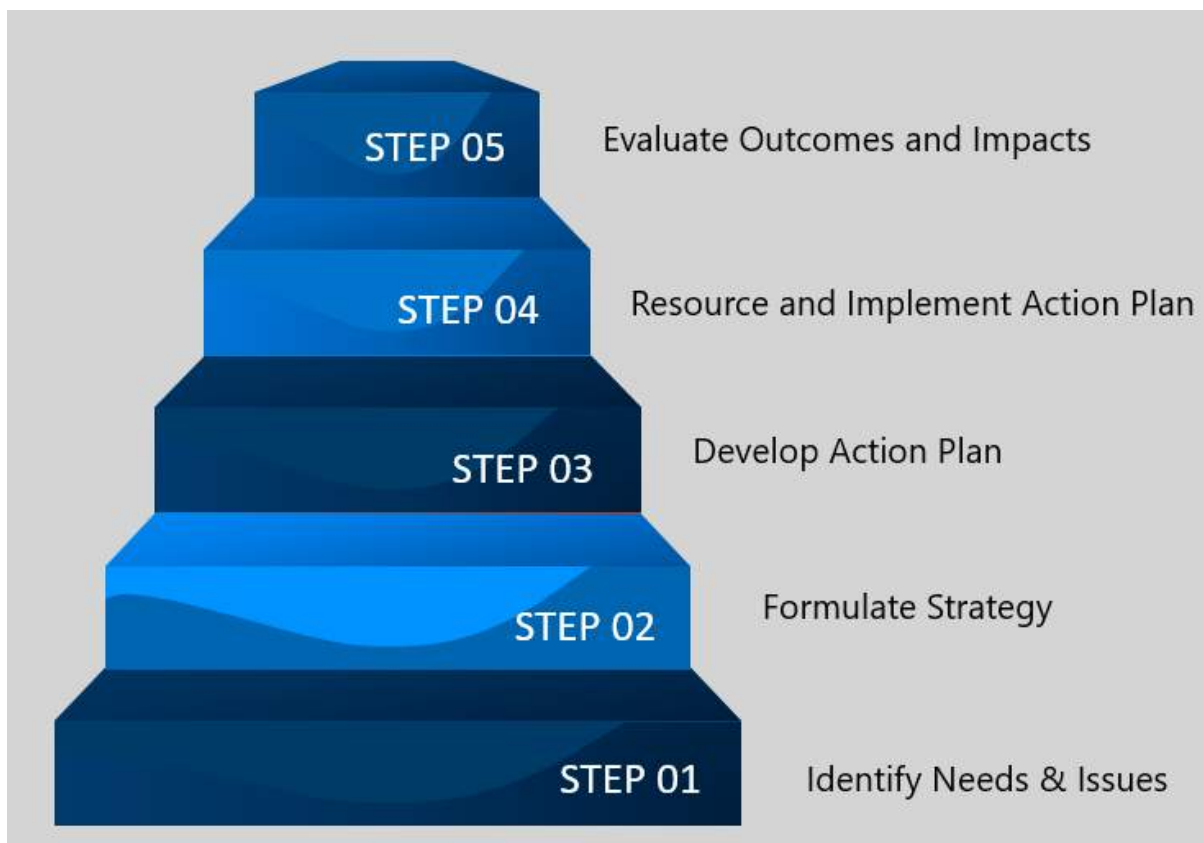 STEP 05 Evaluate Outcomes and Impacts
STEP 04 Resource and Implement Action Plan
STEP 03 Develop Action Plan
STEP 02 Formulate Strategy
STEP 01 Identify Needs & Issues